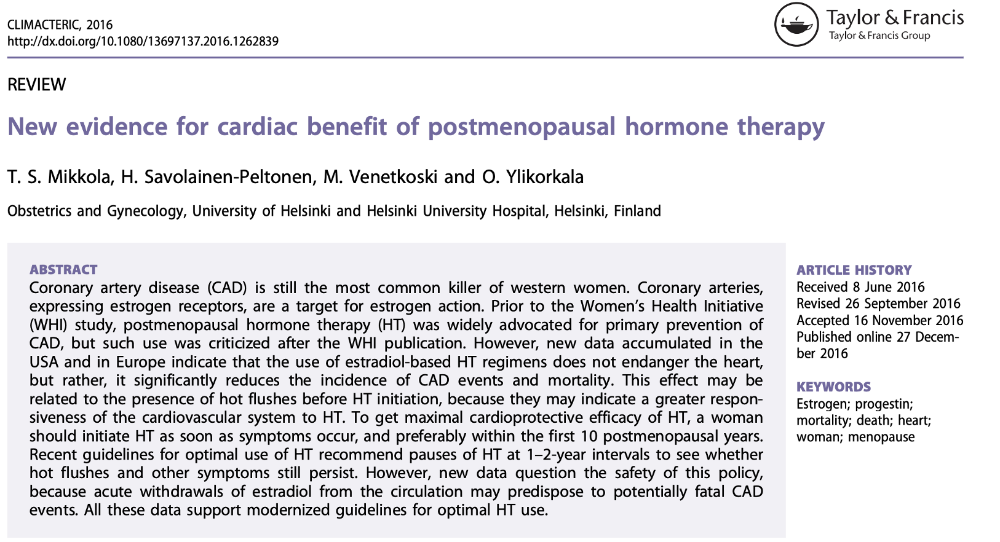 CLIMACTERIC, 2016
http://dx.doi.org/10.1080/13697137.2016.1262839
Taylor & Francis
Taylor & Francis Group
REVIEW
New evidence for cardiac benefit of postmenopausal hormone therapy
T. S. Mikkola, H. Savolainen-Peltonen, M. Venetkoski and O. Ylikorkala
Obstetrics and Gynecology, University of Helsinki and Helsinki University Hospital, Helsinki, Finland
ABSTRACT
Coronary artery disease (CAD) is still the most common killer of western women. Coronary arteries,
expressing estrogen receptors, are a target for estrogen action. Prior to the Women’s Health Initiative
(WHI) study, postmenopausal hormone therapy (HT) was widely advocated for primary prevention of
CAD, but such use was criticized after the WHI publication. However, new data accumulated in the
USA and in Europe indicate that the use of estradiol-based HT regimens does not endanger the heart,
but rather, it significantly reduces the incidence of CAD events and mortality. This effect may be
related to the presence of hot flushes before HT initiation, because they may indicate a greater respon-
siveness of the cardiovascular system to HT. To get maximal cardioprotective efficacy of HT, a woman
should initiate HT as soon as symptoms occur, and preferably within the first 10 postmenopausal years.
Recent guidelines for optimal use of HT recommend pauses of HT at 1–2-year intervals to see whether
hot flushes and other symptoms still persist. However, new data question the safety of this policy,
because acute withdrawals of estradiol from the circulation may predispose to potentially fatal CAD
events. All these data support modernized guidelines for optimal HT use.
ARTICLE HISTORY
Received 8 June 2016
Revised 26 September 2016
Accepted 16 November 2016
Published online 27 Decem-
ber 2016
KEYWORDS
Estrogen; progestin;
mortality; death; heart;
woman; menopause